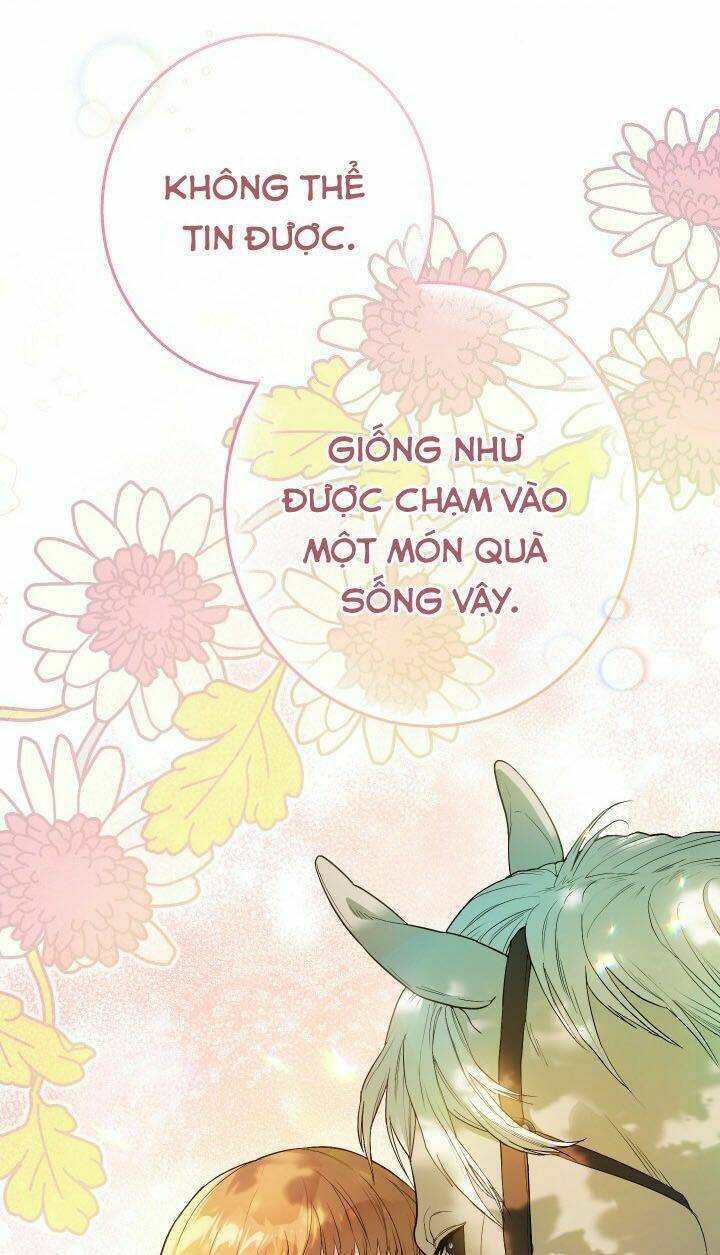 KHÔNG THỂ
TIN ĐƯỢC.
GIỐNG NHƯ
ĐƯỢC CHẠM VÀO
MỘT MÓN QUÀ
SỐNG VẬY.